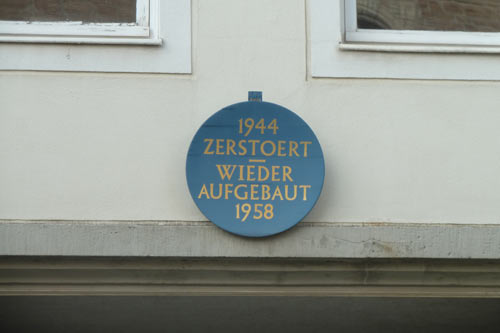 1944
ZERSTOERT
—
WIEDER
AUFGEBAUT
1958